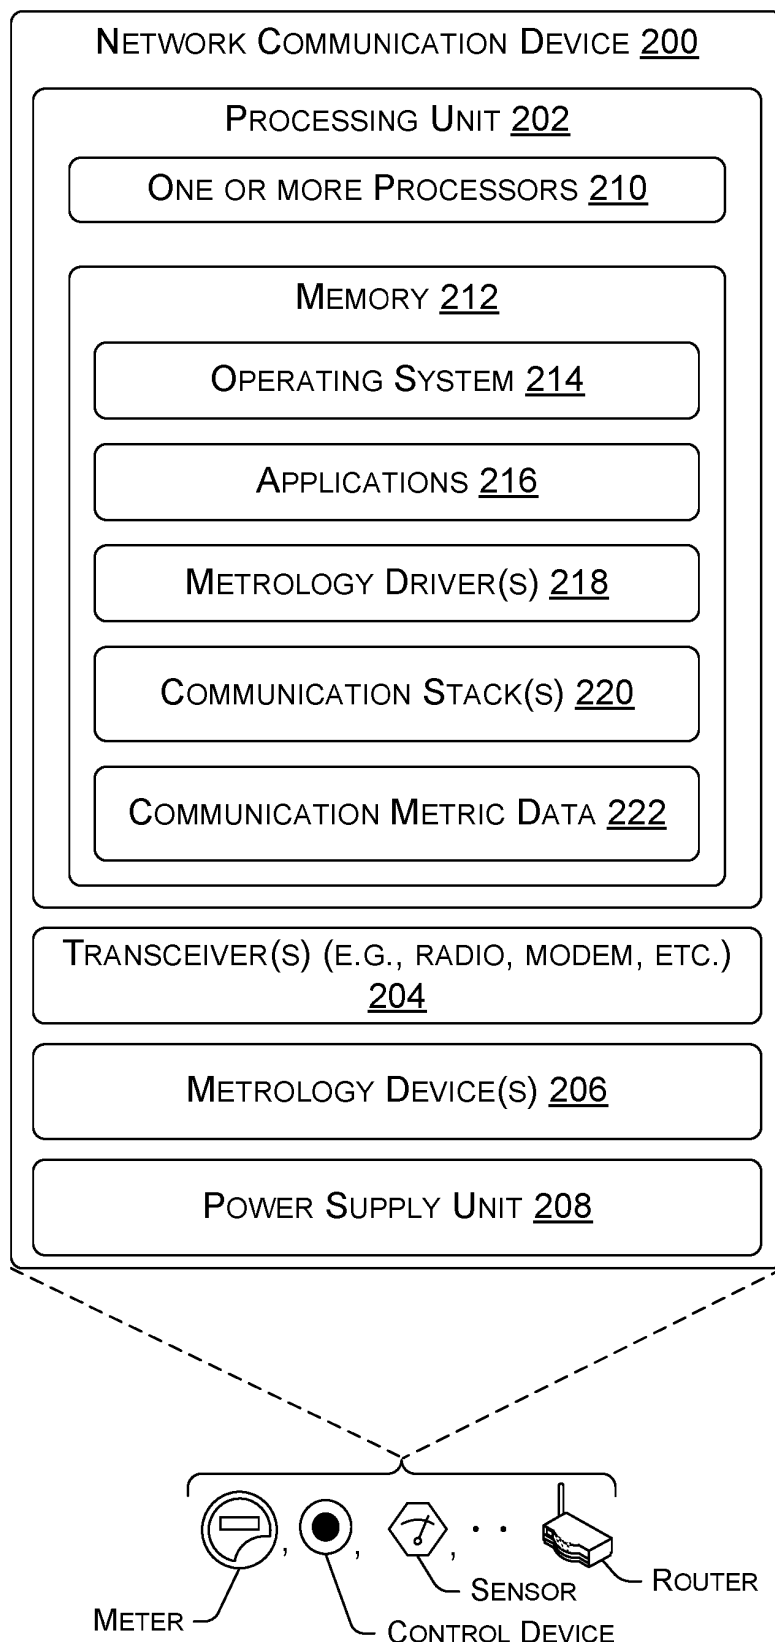 NETWORK COMMUNICATION DEVICE 200
PROCESSING UNIT 202
ONE OR MORE PROCESSORS 210
MEMORY 212
OPERATING SYSTEM 214
APPLICATIONS 216
METROLOGY DRIVER(S) 218
COMMUNICATION STACK(S) 220
COMMUNICATION METRIC DATA 222
TRANSCEIVER(S) (E.G., RADIO, MODEM, ETC.)
204
METROLOGY DEVICE(S) 206
POWER SUPPLY UNIT 208
, , , . .
ROUTER
SENSOR
METER
CONTROL DEVICE